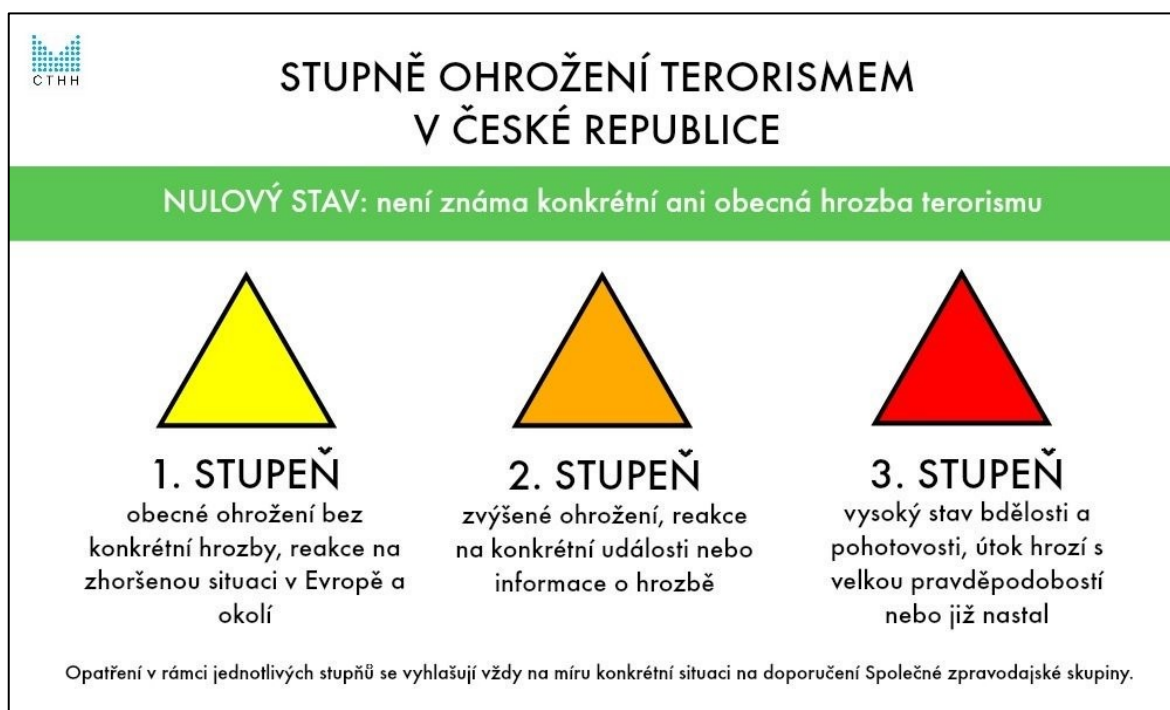 CTHH
STUPNĚ OHROŽENÍ TERORISMEM
V ČESKÉ REPUBLICE
NULOVÝ STAV: není známa konkrétní ani obecná hrozba terorismu
1. STUPEŇ
obecné ohrožení bez
konkrétní hrozby, reakce na
zhoršenou situaci v Evropě a
okolí
2. STUPEŇ
zvýšené ohrožení, reakce
na konkrétní události nebo
informace o hrozbě
3. STUPEŇ
vysoký stav bdělosti a
pohotovosti, útok hrozí s
velkou pravděpodobostí
nebo již nastal
Opatření v rámci jednotlivých stupňů se vyhlašují vždy na míru konkrétní situaci na doporučení Společné zpravodajské skupiny.